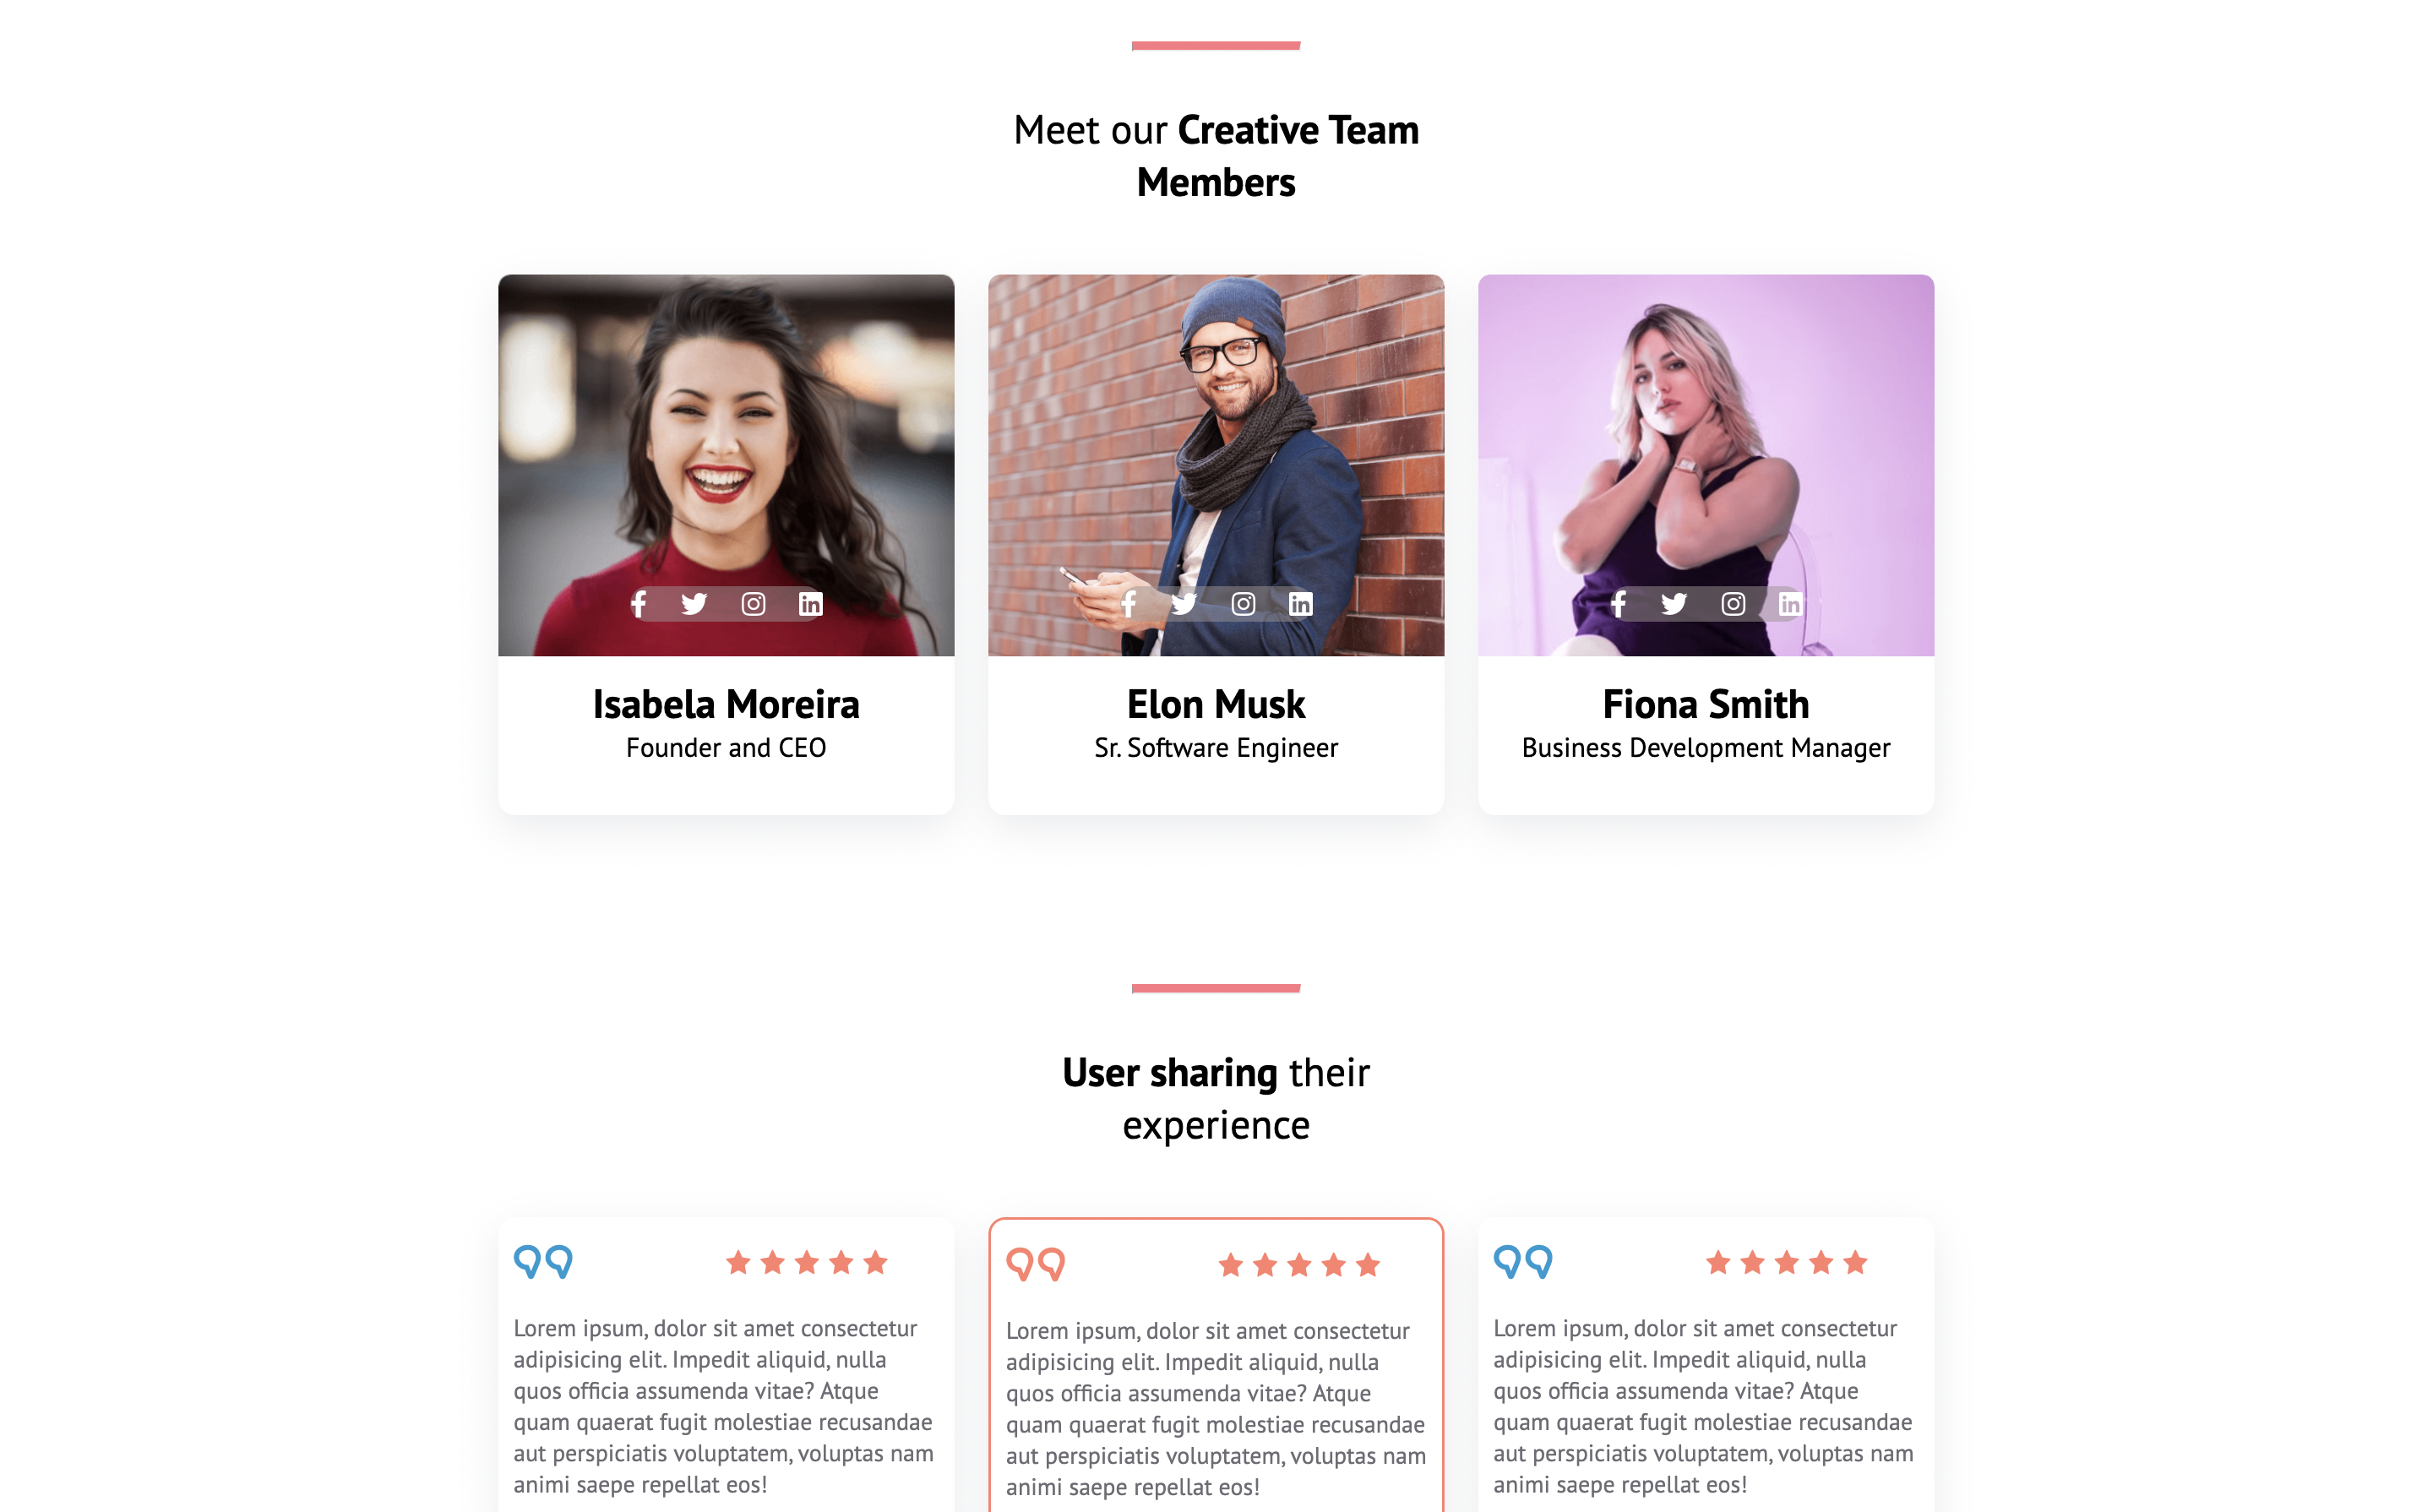 Meet our Creative Team
Members
Isabela Moreira
Founder and CEO
Elon Musk
Sr. Software Engineer
Fiona Smith
Business Development Manager
User sharing their
experience
Lorem ipsum, dolor sit amet consectetur
adipisicing elit. Impedit aliquid, nulla
quos officia assumenda vitae? Atque
quam quaerat fugit molestiae recusandae
aut perspiciatis voluptatem, voluptas nam
animi saepe repellat eos!
Lorem ipsum, dolor sit amet consectetur
adipisicing elit. Impedit aliquid, nulla
quos officia assumenda vitae? Atque
quam quaerat fugit molestiae recusandae
aut perspiciatis voluptatem, voluptas nam
animi saepe repellat eos!
Lorem ipsum, dolor sit amet consectetur
adipisicing elit. Impedit aliquid, nulla
quos officia assumenda vitae? Atque
quam quaerat fugit molestiae recusandae
aut perspiciatis voluptatem, voluptas nam
animi saepe repellat eos!